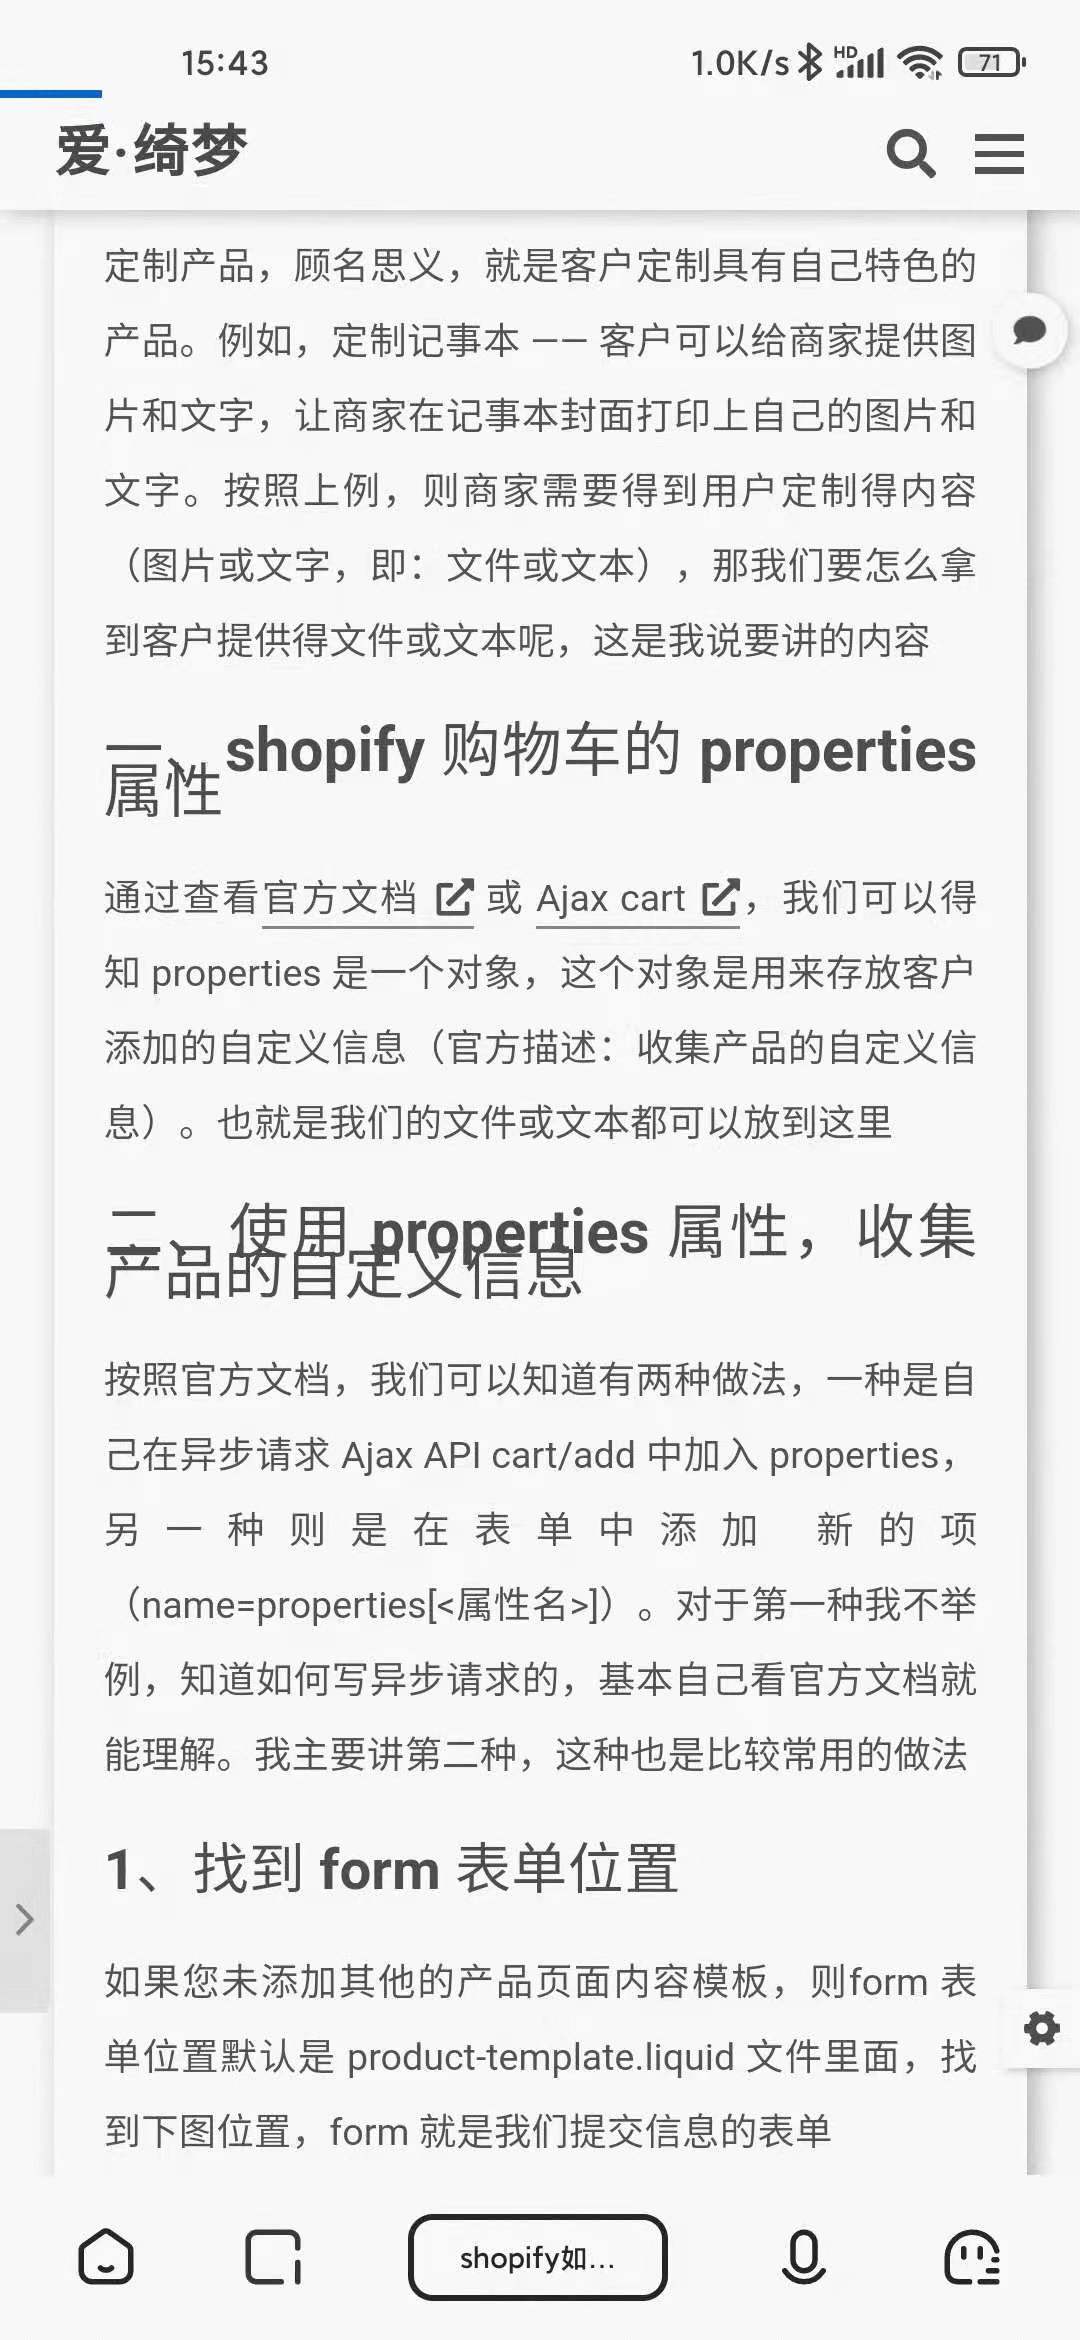 15:43
1.0K/s HD 71
爱·绮梦
定制产品，顾名思义，就是客户定制具有自己特色的
产品。例如，定制记事本 —— 客户可以给商家提供图
片和文字，让商家在记事本封面打印上自己的图片和
文字。按照上例，则商家需要得到用户定制得内容
（图片或文字，即：文件或文本），那我们要怎么拿
到客户提供得文件或文本呢，这是我说要讲的内容
一、shopify 购物车的 properties
属性
通过查看官方文档 或 Ajax cart ，我们可以得
知 properties 是一个对象，这个对象是用来存放客户
添加的自定义信息（官方描述：收集产品的自定义信
息）。也就是我们的文件或文本都可以放到这里
二、使用 properties 属性，收集
产品的自定义信息
按照官方文档，我们可以知道有两种做法，一种是自
己在异步请求 Ajax API cart/add 中加入 properties，
另一种则是在表单中添加 新的项
（name=properties[<属性名>]）。对于第一种我不举
例，知道如何写异步请求的，基本自己看官方文档就
能理解。我主要讲第二种，这种也是比较常用的做法
1、找到 form 表单位置
如果您未添加其他的产品页面内容模板，则form 表
单位置默认是 product-template.liquid 文件里面，找
到下图位置，form 就是我们提交信息的表单
shopify如...